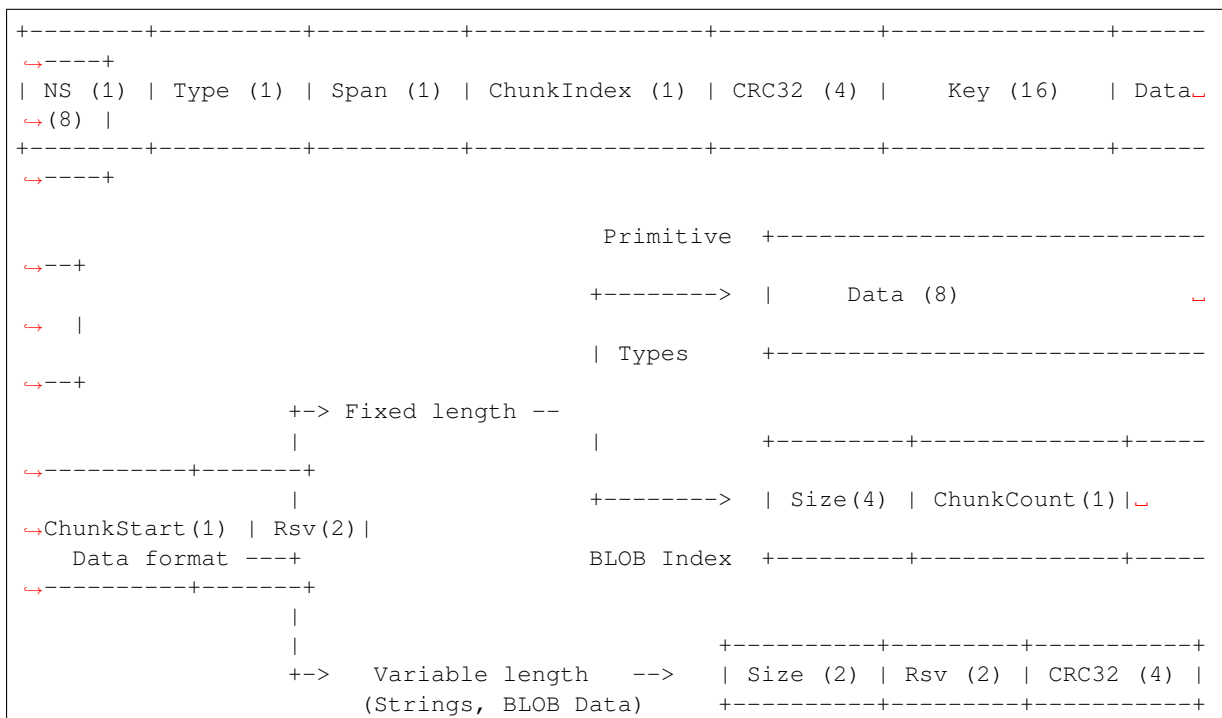 +--------+----------+----------+----------------+-----------+---------------+------
↪----+
| NS (1) | Type (1) | Span (1) | ChunkIndex (1) | CRC32 (4) |    Key (16)   | Data␣
↪(8) |
+--------+----------+----------+----------------+-----------+---------------+------
↪----+

                                         Primitive  +------------------------------
↪--+
                                        +-------->  |     Data (8)                ␣
↪  |
                                        | Types     +------------------------------
↪--+
                   +-> Fixed length --
                   |                    |           +---------+--------------+-----
↪----------+-------+
                   |                    +-------->  | Size(4) | ChunkCount(1)|␣
↪ChunkStart(1) | Rsv(2)|
    Data format ---+                    BLOB Index  +---------+--------------+-----
↪----------+-------+
                   |
                   |                             +----------+---------+-----------+
                   +->   Variable length   -->   | Size (2) | Rsv (2) | CRC32 (4) |
                        (Strings, BLOB Data)     +----------+---------+-----------+